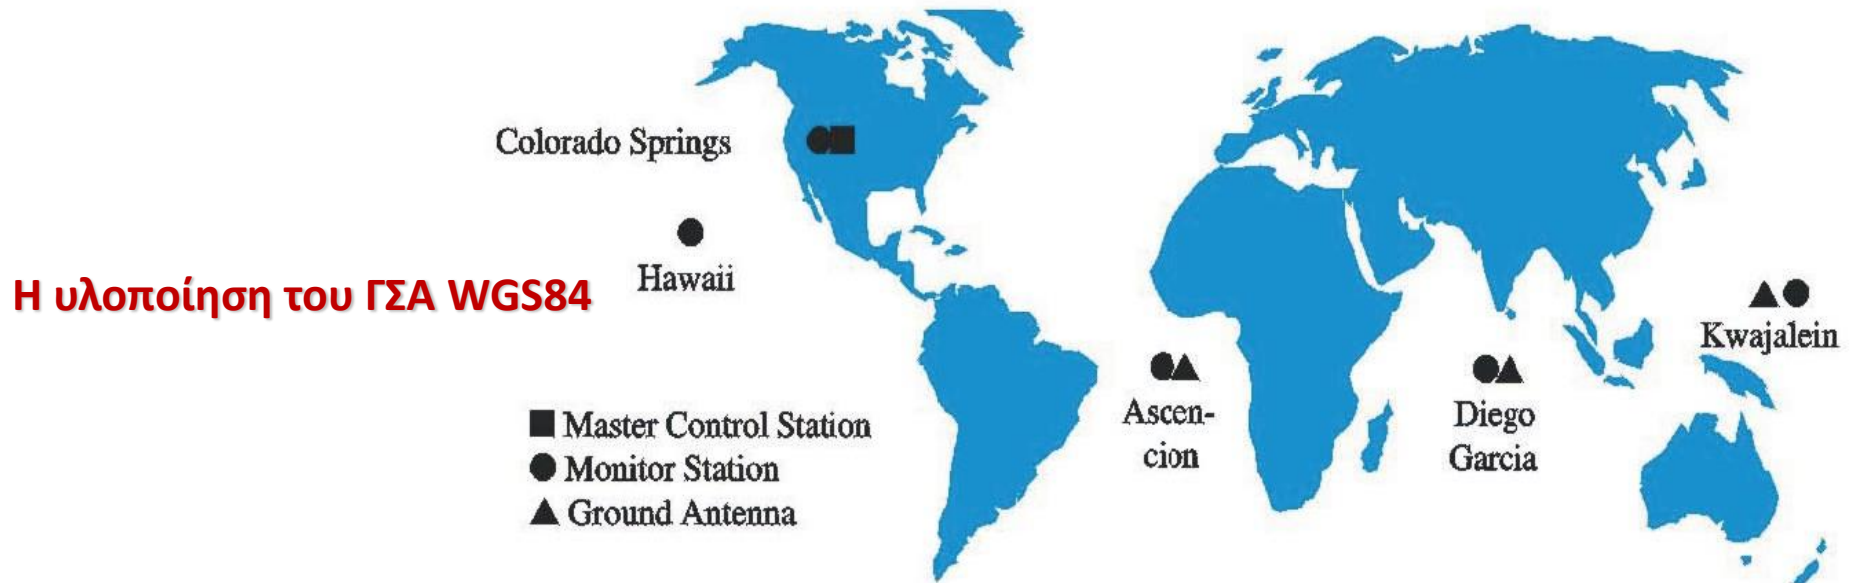 Colorado Springs
Hawaii
Η υλοποίηση του ΓΣΑ WGS84
Kwajalein
Ascen-
cion
Diego
Garcia
Master Control Station
Monitor Station
Ground Antenna